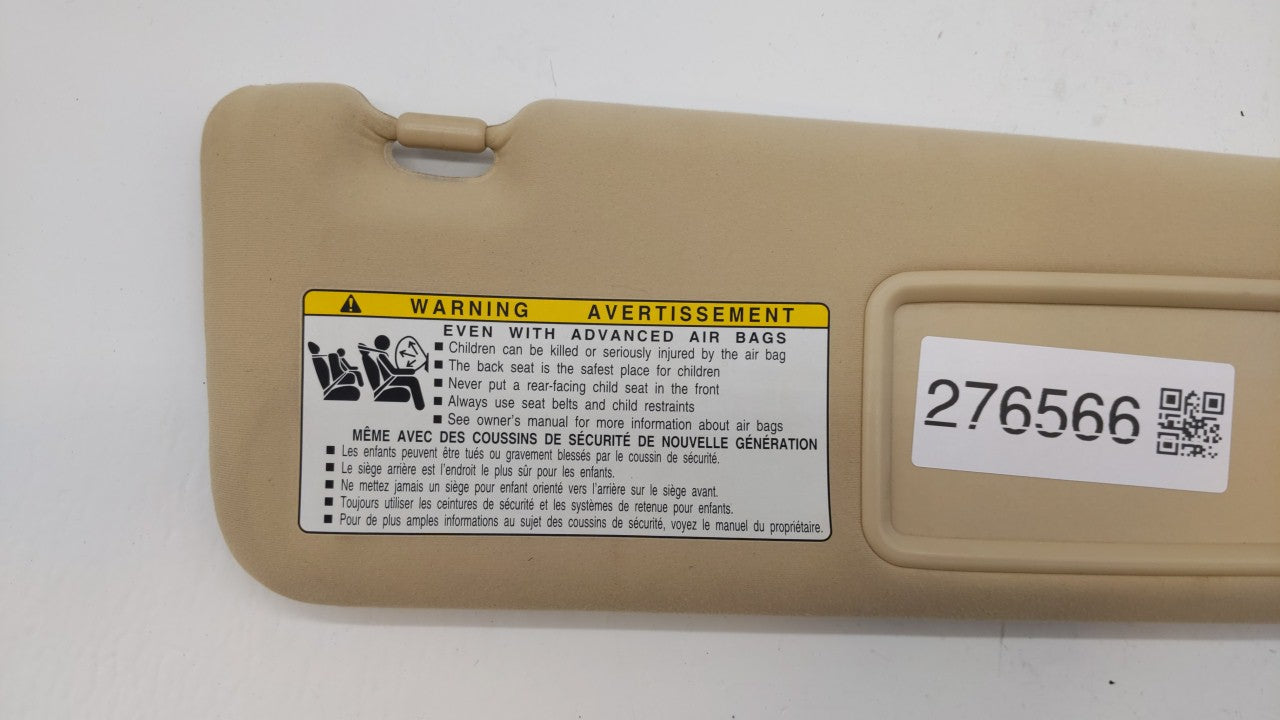 WARNING AVERTISSEMENT
EVEN WITH ADVANCED AIR BAGS
■ Children can be killed or seriously injured by the air bag
■ The back seat is the safest place for children
■ Never put a rear-facing child seat in the front
■ Always use seat belts and child restraints
■ See owner's manual for more information about air bags
MÊME AVEC DES COUSSINS DE SÉCURITÉ DE NOUVELLE GÉNÉRATION
■ Les enfants peuvent être tués ou gravement blessés par le coussin de sécurité.
■ Le siège arrière est l'endroit le plus sûr pour les enfants.
■ Ne mettez jamais un siège pour enfant orienté vers l'arrière sur le siège avant.
■ Toujours utiliser les ceintures de sécurité et les systèmes de retenue pour enfants.
■ Pour de plus amples informations au sujet des coussins de sécurité, voyez le manuel du propriétaire.
276566